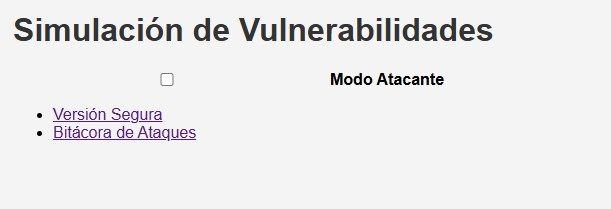 Simulación de Vulnerabilidades
Modo Atacante
Versión Segura
Bitácora de Ataques